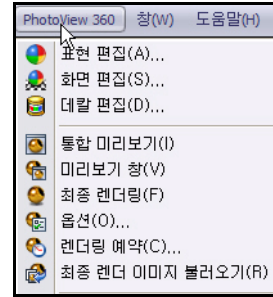 PhotoView 360 창(W) 도움말(H)
표현 편집(A)...
화면 편집(S)...
데칼 편집(D)...
통합 미리보기(I)
미리보기 창(V)
최종 렌더링(F)
옵션(O)...
렌더링 예약(C)...
최종 렌더 이미지 불러오기(R)